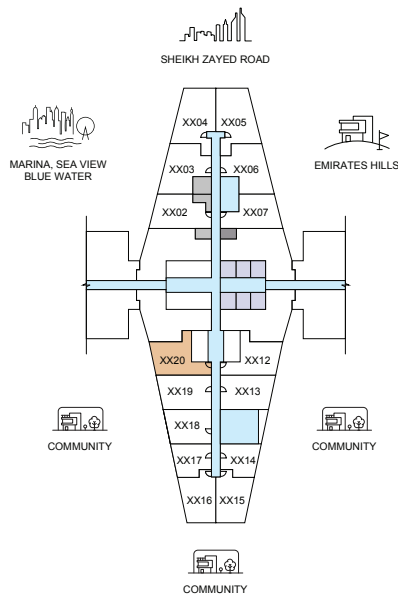 SHEIKH ZAYED ROAD
XX04
XX05
MARINA, SEA VIEW
BLUE WATER
EMIRATES HILLS
XX03
XX06
XX02
XX07
XX20
XX12
XX19
XX13
XX18
COMMUNITY
COMMUNITY
XX17
XX14
XX16
XX15
COMMUNITY